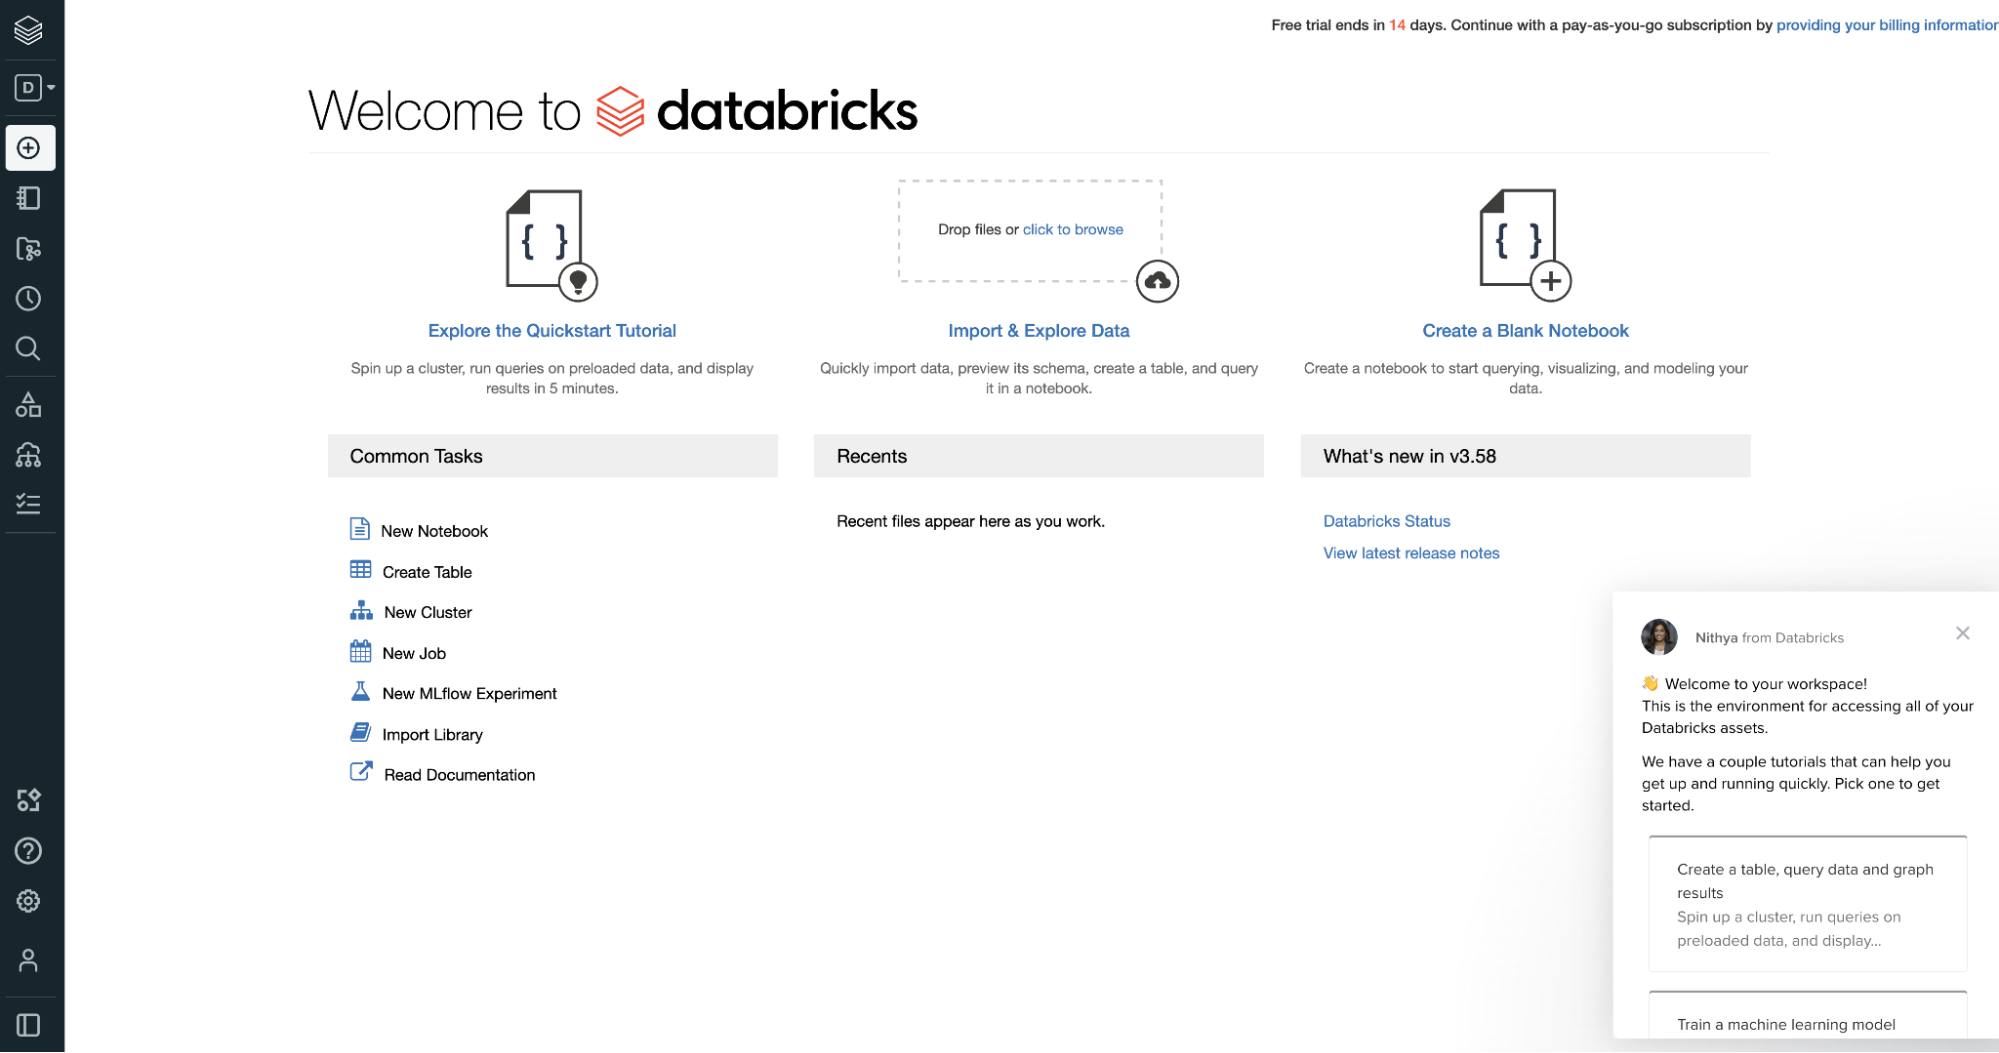 Free trial ends in 14 days. Continue with a pay-as-you-go subscription by providing your billing information
D
Welcome to databricks
{ }
Drop files or click to browse
{ }
Explore the Quickstart Tutorial
Spin up a cluster, run queries on preloaded data, and display
results in 5 minutes.
Import & Explore Data
Quickly import data, preview its schema, create a table, and query
it in a notebook.
Create a Blank Notebook
Create a notebook to start querying, visualizing, and modeling your
data.
Common Tasks
New Notebook
Create Table
New Cluster
New Job
New MLflow Experiment
Import Library
Read Documentation
Recents
Recent files appear here as you work.
What's new in v3.58
Databricks Status
View latest release notes
Nithya from Databricks
👋 Welcome to your workspace!
This is the environment for accessing all of your
Databricks assets.
We have a couple tutorials that can help you
get up and running quickly. Pick one to get
started.
Create a table, query data and graph
results
Spin up a cluster, run queries on
preloaded data, and display...
Train a machine learning model